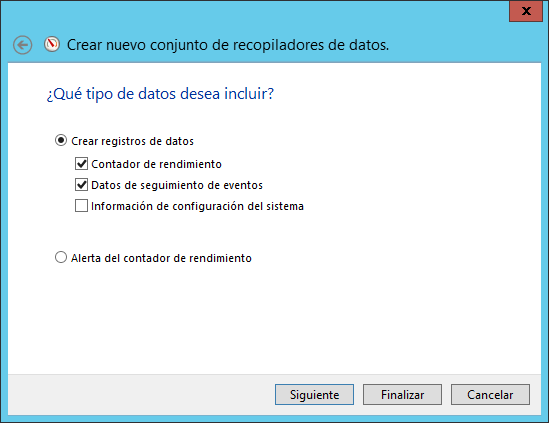 x
Crear nuevo conjunto de recopiladores de datos.
¿Qué tipo de datos desea incluir?
Crear registros de datos
Contador de rendimiento
Datos de seguimiento de eventos
Información de configuración del sistema
Alerta del contador de rendimiento
Siguiente Finalizar Cancelar